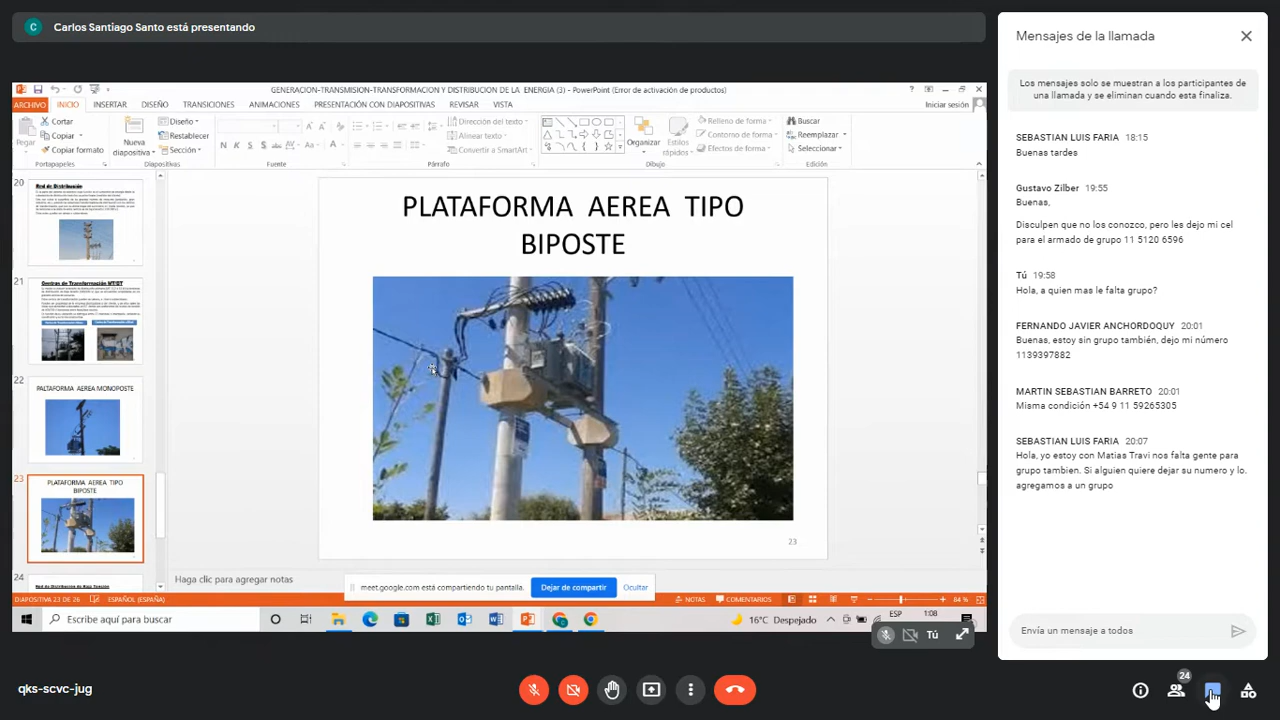 C Carlos Santiago Santo está presentando
GENERACION-TRANSMISION-TRANSFORMACION Y DISTRIBUCION DE LA ENERGIA (3) - PowerPoint (Error de activación de productos)
ARCHIVO INICIO INSERTAR DISEÑO TRANSICIONES ANIMACIONES PRESENTACIÓN CON DIAPOSITIVAS REVISAR VISTA Iniciar sesión
Cortar
Copiar
Copiar formato
Pegar
Portapapeles
Nueva
diapositiva
Diseño
Restablecer
Sección
Diapositivas
N K S
Fuente
Dirección del texto
Alinear texto
Convertir a SmartArt
Párrafo
Organizar
Estilos
rápidos
Relleno de forma
Contorno de forma
Efectos de forma
Dibujo
Buscar
Reemplazar
Seleccionar
Edición
20
Red de Distribución
21
Centros de Transformación MT/BT
22
PALTAFORMA AEREA MONOPOSTE
23
PLATAFORMA AEREA TIPO
BIPOSTE
24
Red de Distribución de Baja Tensión
PLATAFORMA AEREA TIPO
BIPOSTE
23
Haga clic para agregar notas
meet.google.com está compartiendo tu pantalla.
Dejar de compartir
Ocultar
DIAPOSITIVA 23 DE 26 ESPAÑOL (ESPAÑA) NOTAS COMENTARIOS 84 %
Escribe aquí para buscar
16°C Despejado
ESP
1:08
Tú
qks-scvc-jug
Mensajes de la llamada
Los mensajes solo se muestran a los participantes de
una llamada y se eliminan cuando esta finaliza.
SEBASTIAN LUIS FARIA 18:15
Buenas tardes
Gustavo Zilber 19:55
Buenas,
Disculpen que no los conozco, pero les dejo mi cel
para el armado de grupo 11 5120 6596
Tú 19:58
Hola, a quien mas le falta grupo?
FERNANDO JAVIER ANCHORDOQUY 20:01
Buenas, estoy sin grupo también, dejo mi número
1139397882
MARTIN SEBASTIAN BARRETO 20:01
Misma condición +54 9 11 59265305
SEBASTIAN LUIS FARIA 20:07
Hola, yo estoy con Matias Travi nos falta gente para
grupo tambien. Si alguien quiere dejar su numero y lo.
agregamos a un grupo
Envía un mensaje a todos
24